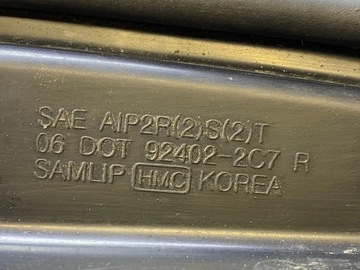 SAE AIP2R(2)S(2)T
06 DOT 92402-2C7 R
SAMLIP HMC KOREA